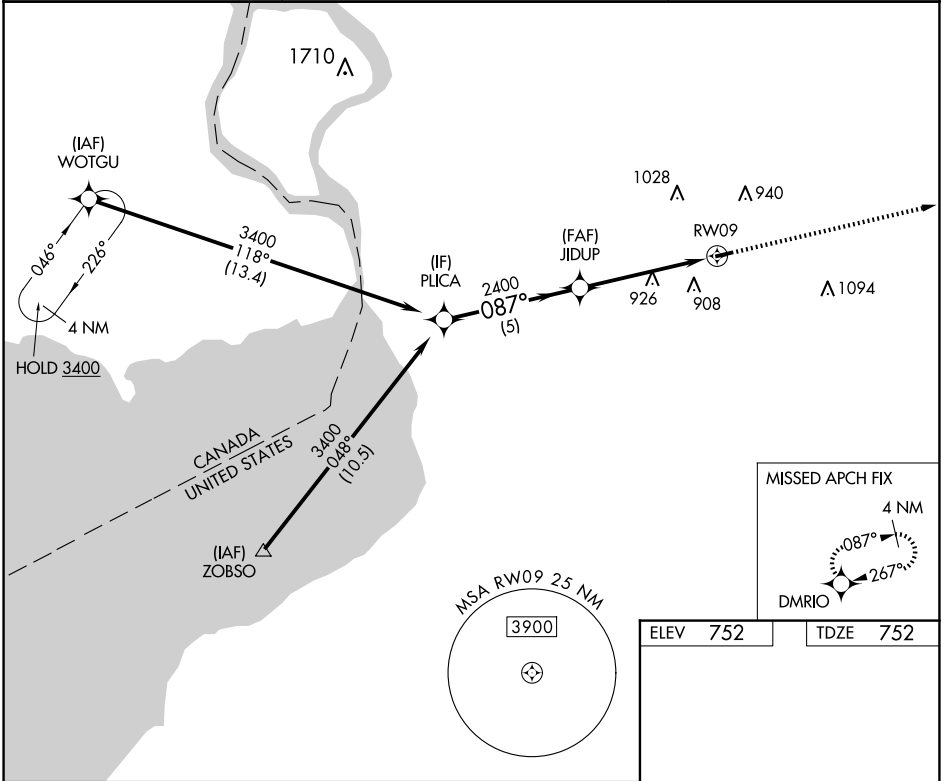 1710
(IAF)
WOTGU
046°
226°
4 NM
HOLD 3400
3400
118°
(13.4)
(IF)
PLICA
2400
087°
(5)
(FAF)
JIDUP
RW09
1028
940
926
908
1094
CANADA
UNITED STATES
3400
048°
(10.5)
(IAF)
ZOBSO
MSA RW09 25 NM
3900
MISSED APCH FIX
4 NM
087°
267°
DMRIO
ELEV 752
TDZE 752